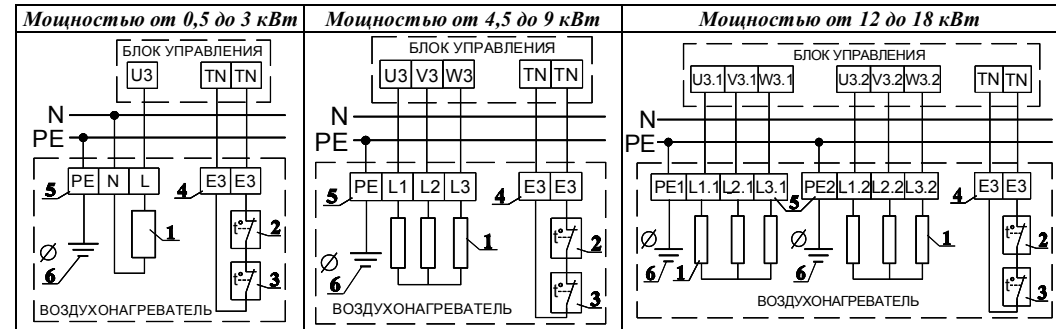 Мощностью от 0,5 до 3 кВт
БЛОК УПРАВЛЕНИЯ
U3 TN TN
N
PE
5 PE N L 4 E3 E3
1 2
6 3
t° t°
ВОЗДУХОНАГРЕВАТЕЛЬ
Мощностью от 4,5 до 9 кВт
БЛОК УПРАВЛЕНИЯ
U3 V3 W3 TN TN
N
PE
5 PE L1 L2 L3 4 E3 E3
1 2
6 3
t° t°
ВОЗДУХОНАГРЕВАТЕЛЬ
Мощностью от 12 до 18 кВт
БЛОК УПРАВЛЕНИЯ
U3.1 V3.1 W3.1 U3.2 V3.2 W3.2 TN TN
N
PE
PE1 L1.1 L2.1 L3.1 5 PE2 L1.2 L2.2 L3.2 4 E3 E3
6 1 6 1 2
3
t° t°
ВОЗДУХОНАГРЕВАТЕЛЬ